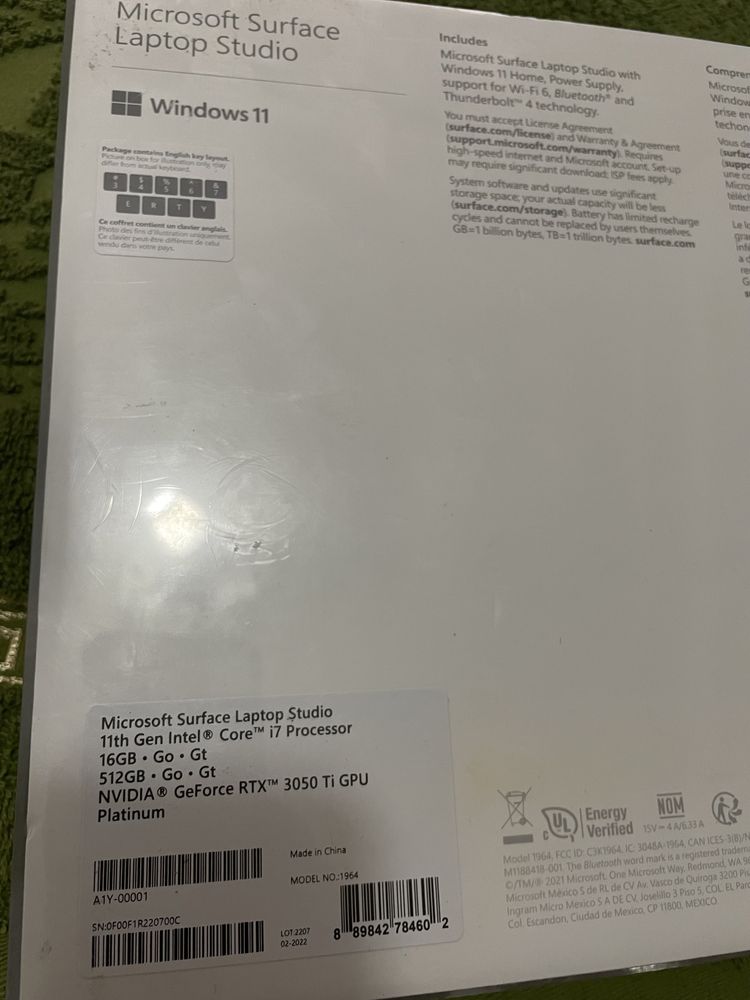 Microsoft Surface
Laptop Studio
Windows 11
Package contains English key layout.
Picture on box for illustration only, may
differ from actual keyboard.
#
3
$
4
%
5
^
6
&
7
E
R
T
Y
Ce coffret contient un clavier anglais.
Photo des fins d'illustration uniquement.
Ce clavier peut-être différent de celui
vendu dans votre pays.
Includes
Microsoft Surface Laptop Studio with
Windows 11 Home, Power Supply,
support for Wi-Fi 6, Bluetooth® and
Thunderbolt™ 4 technology.
You must accept License Agreement
(surface.com/license) and Warranty & Agreement
(support.microsoft.com/warranty). Requires
high-speed internet and Microsoft account. Set-up
may require significant download; ISP fees apply.
System software and updates use significant
storage space; your actual capacity will be less
(surface.com/storage). Battery has limited recharge
cycles and cannot be replaced by users themselves.
GB=1 billion bytes, TB=1 trillion bytes. surface.com
Microsoft Surface Laptop Studio
11th Gen Intel® Core™ i7 Processor
16GB • Go • Gt
512GB • Go • Gt
NVIDIA® GeForce RTX™ 3050 Ti GPU
Platinum
A1Y-00001
SN:0F00F1R220700C
Made in China
MODEL NO.:1964
LOT:2207
02-2022
8 89842 78460 2
c UL
Energy
Verified
NOM
15V⎓4A/6.33A
Model 1964, FCC ID: C3K1964, IC: 3048A-1964, CAN ICES-3(B)/N
M1188418-001. The Bluetooth word mark is a registered tradem
©/TM/® 2021 Microsoft. One Microsoft Way, Redmond, WA
Microsoft México S de RL de CV Av. Vasco de Quiroga 3200 Pis
Ingram Micro Mexico S A DE CV, Joselillo 3 Piso 5, COL. EL Par
Col. Escandon, Ciudad de Mexico, CP 11800, MEXICO.